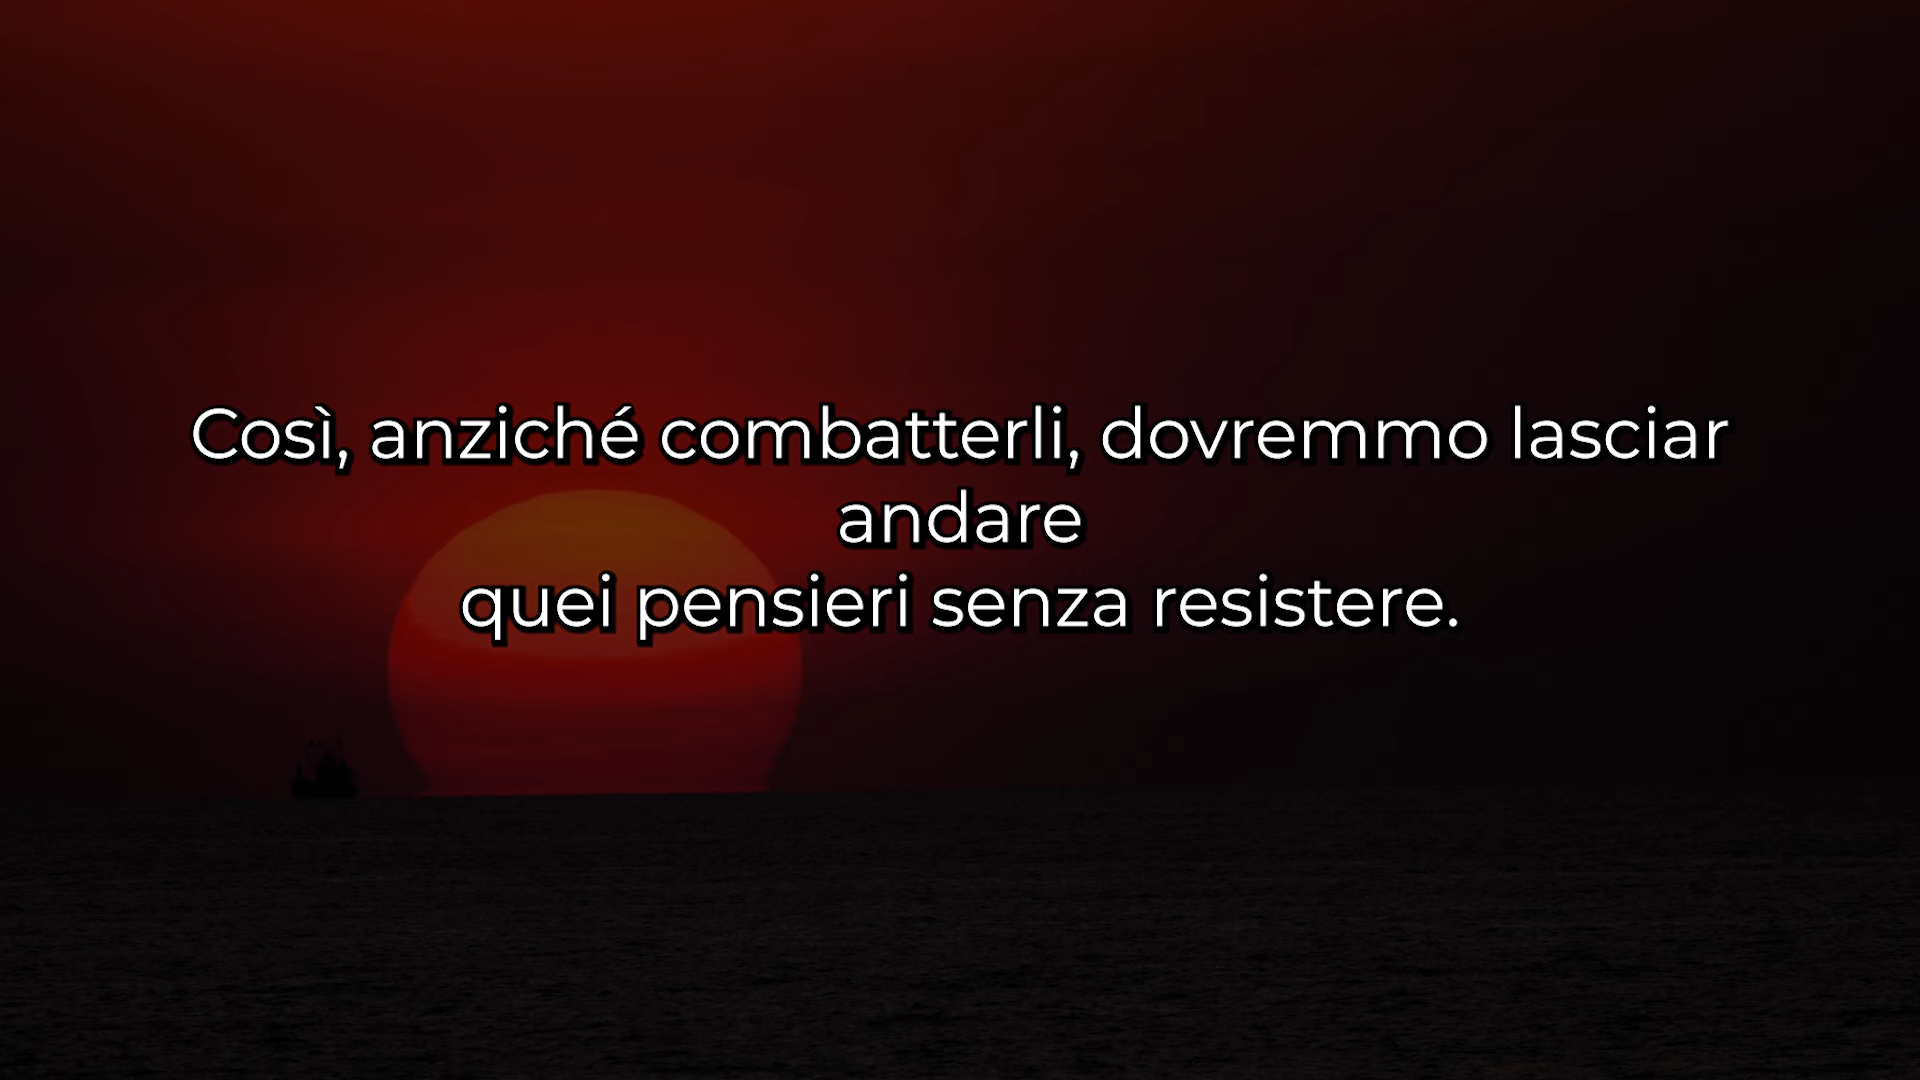 Così, anziché combatterli, dovremmo lasciar
andare
quei pensieri senza resistere.